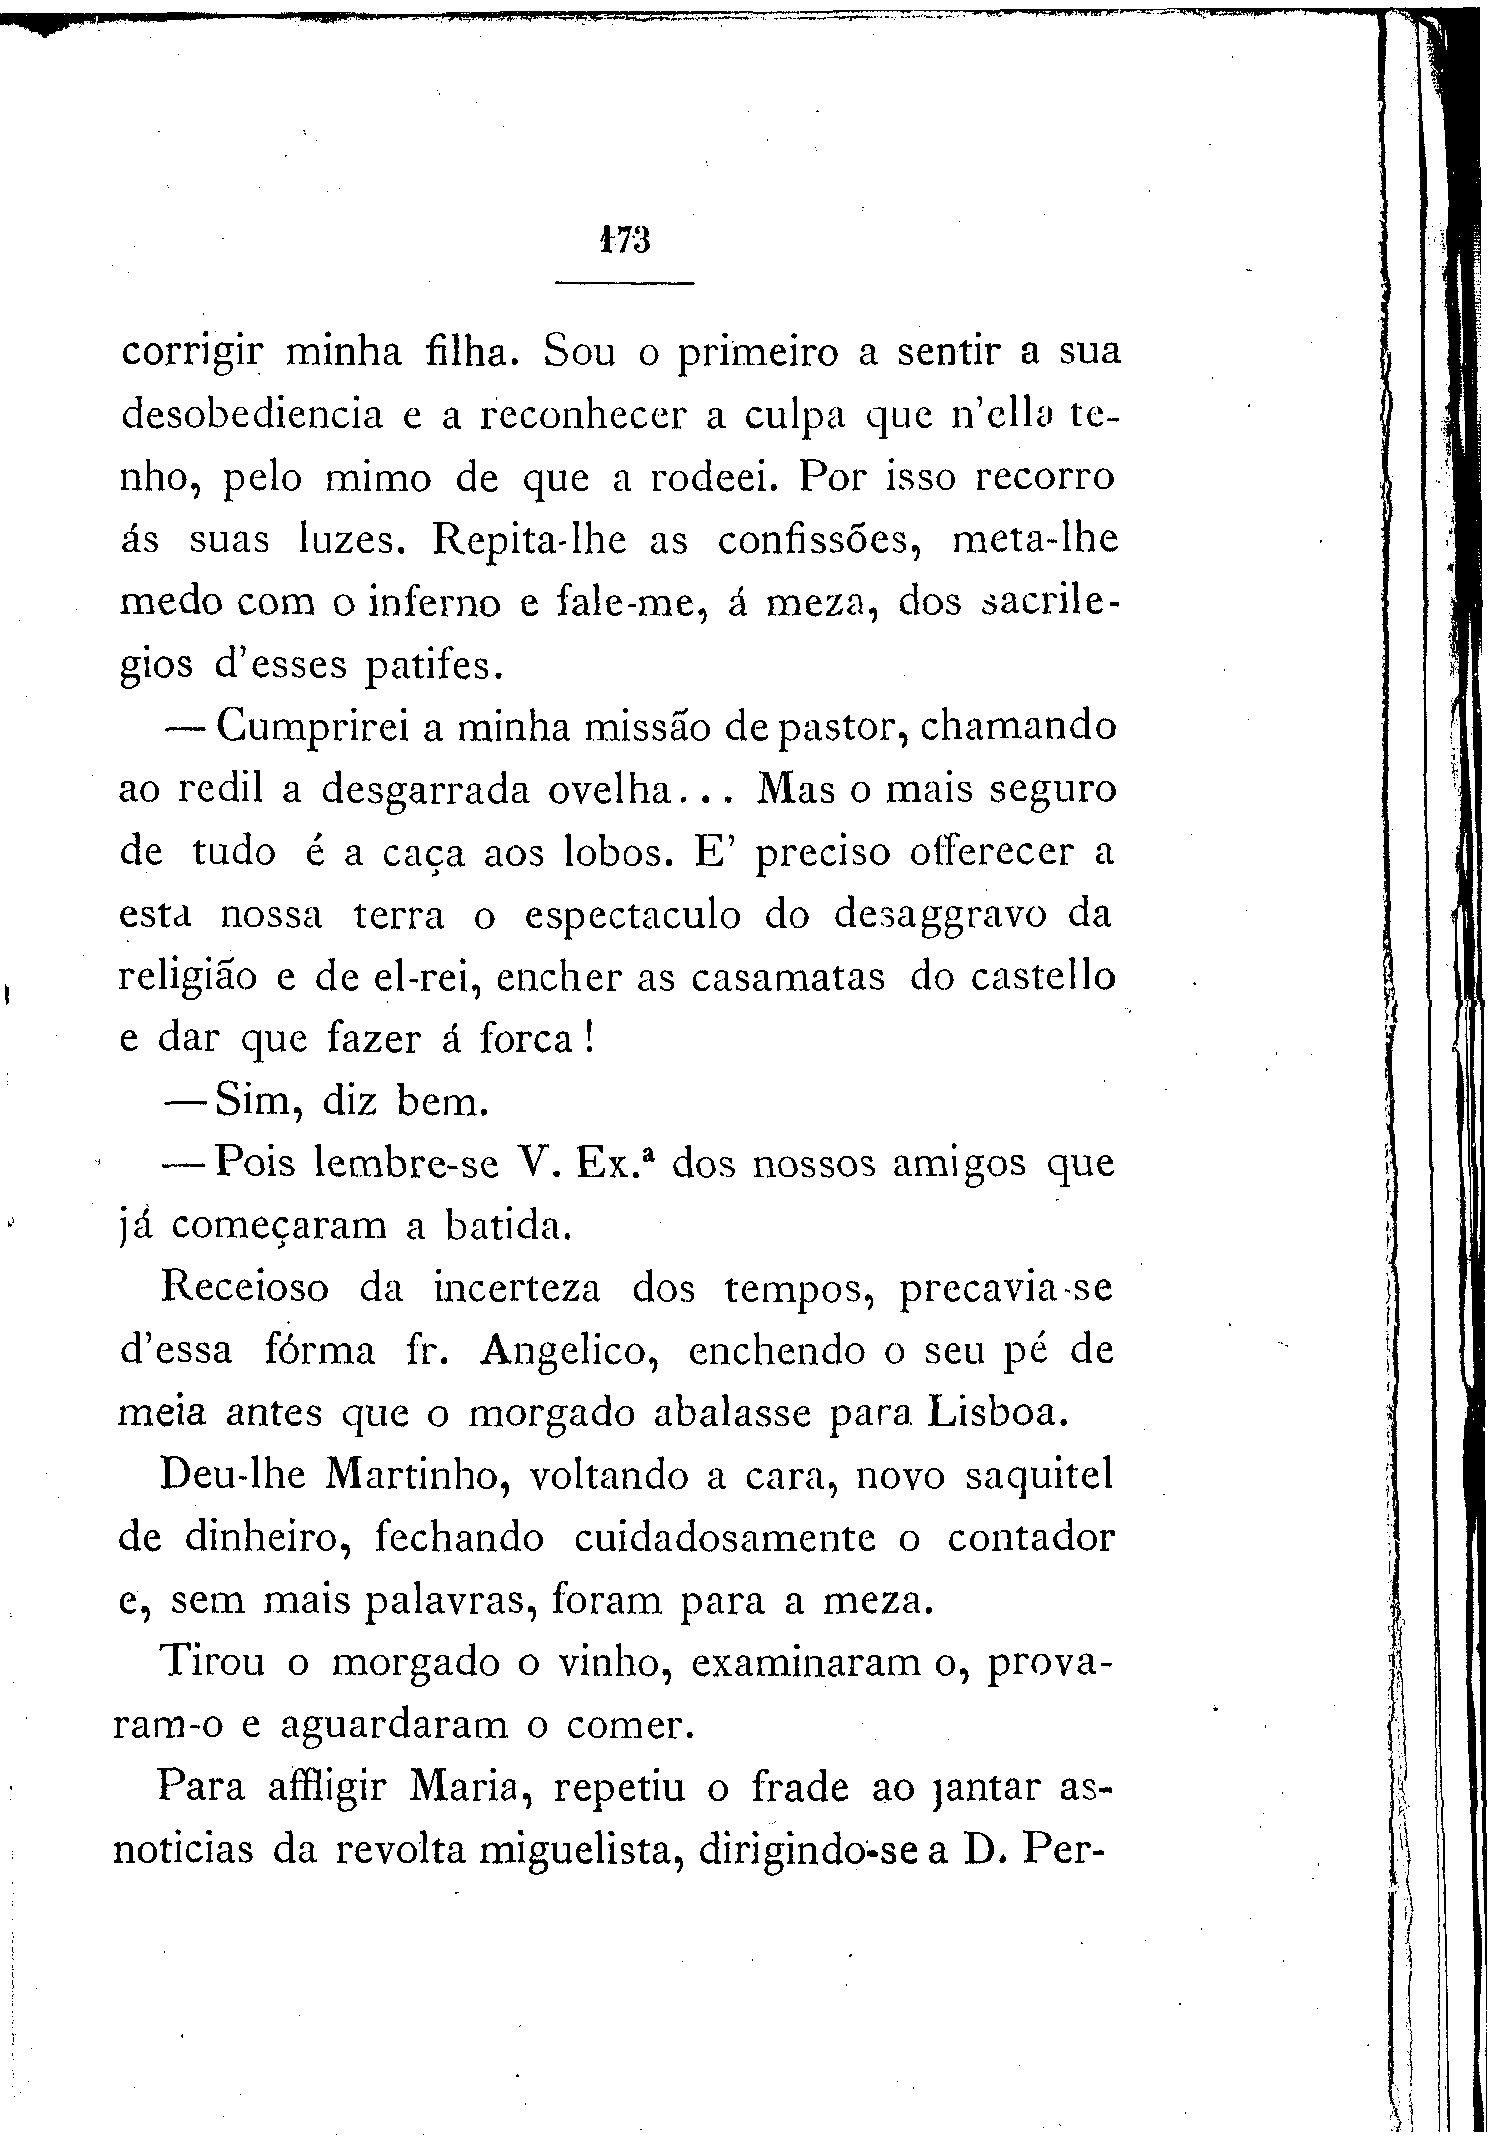 173
corrigir minha filha. Sou o primeiro a sentir a sua
desobediencia e a reconhecer a culpa que n'ella te-
nho, pelo mimo de que a rodeei. Por isso recorro
ás suas luzes. Repita-lhe as confissões, meta-lhe
medo com o inferno e fale-me, á meza, dos sacrile-
gios d'esses patifes.
— Cumprirei a minha missão de pastor, chamando
ao redil a desgarrada ovelha... Mas o mais seguro
de tudo é a caça aos lobos. E' preciso offerecer a
esta nossa terra o espectaculo do desaggravo da
religião e de el-rei, encher as casamatas do castello
e dar que fazer á forca!
— Sim, diz bem.
— Pois lembre-se V. Ex.ª dos nossos amigos que
já começaram a batida.
Receioso da incerteza dos tempos, precavia-se
d'essa fórma fr. Angelico, enchendo o seu pé de
meia antes que o morgado abalasse para Lisboa.
Deu-lhe Martinho, voltando a cara, novo saquitel
de dinheiro, fechando cuidadosamente o contador
e, sem mais palavras, foram para a meza.
Tirou o morgado o vinho, examinaram o, prova-
ram-o e aguardaram o comer.
Para affligir Maria, repetiu o frade ao jantar as-
noticias da revolta miguelista, dirigindo-se a D. Per-